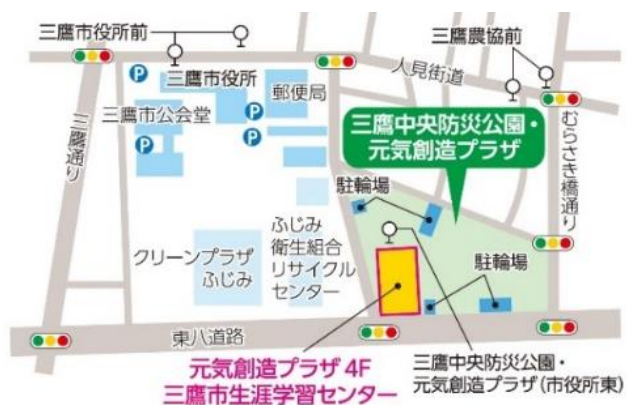 三鷹市役所前
三鷹農協前
人見街道
P
三鷹市役所
郵便局
P
三鷹市公会堂
P
P
三鷹通り
むらさき橋通り
三鷹中央防災公園・
元気創造プラザ
駐輪場
ふじみ
衛生組合
リサイクル
センター
クリーンプラザ
ふじみ
駐輪場
東八道路
元気創造プラザ 4F
三鷹市生涯学習センター
三鷹中央防災公園・
元気創造プラザ(市役所東)